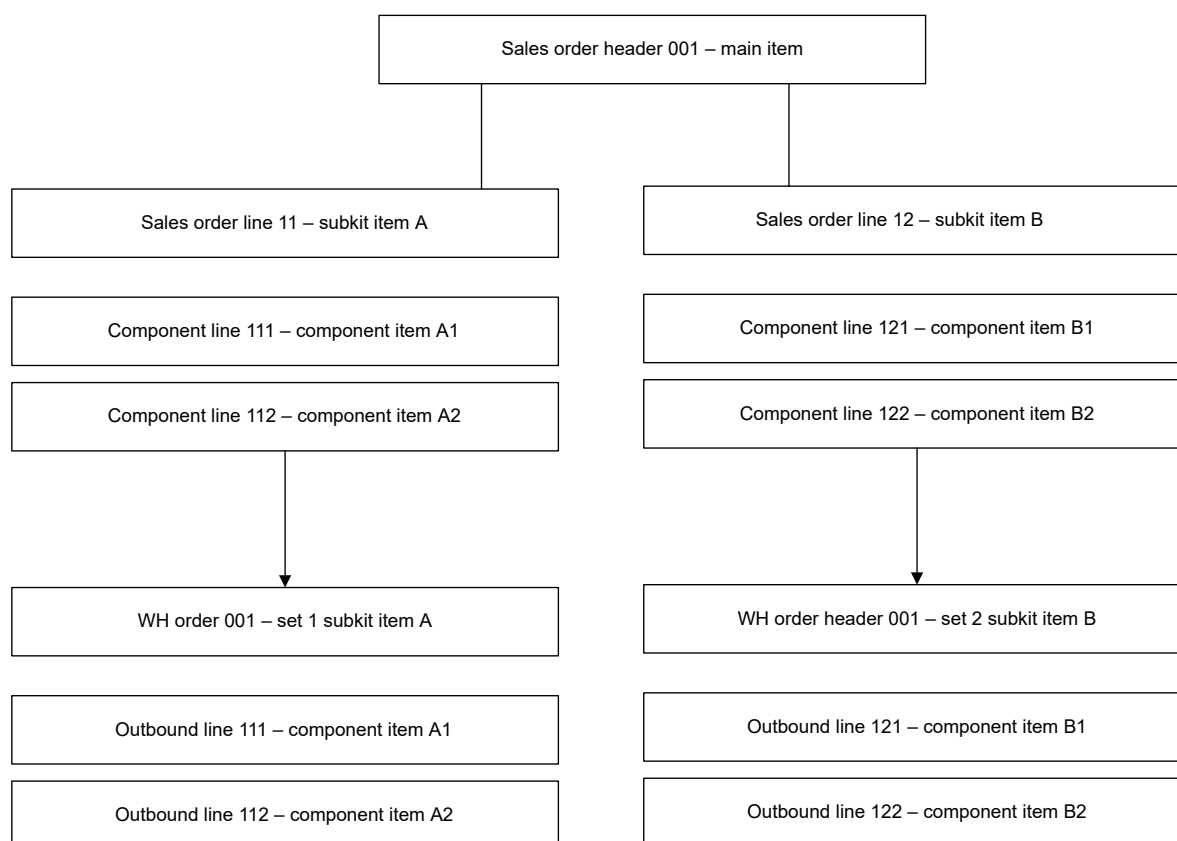 Sales order header 001 – main item
Sales order line 11 – subkit item A
Sales order line 12 – subkit item B
Component line 111 – component item A1
Component line 121 – component item B1
Component line 112 – component item A2
Component line 122 – component item B2
WH order 001 – set 1 subkit item A
WH order header 001 – set 2 subkit item B
Outbound line 111 – component item A1
Outbound line 121 – component item B1
Outbound line 112 – component item A2
Outbound line 122 – component item B2